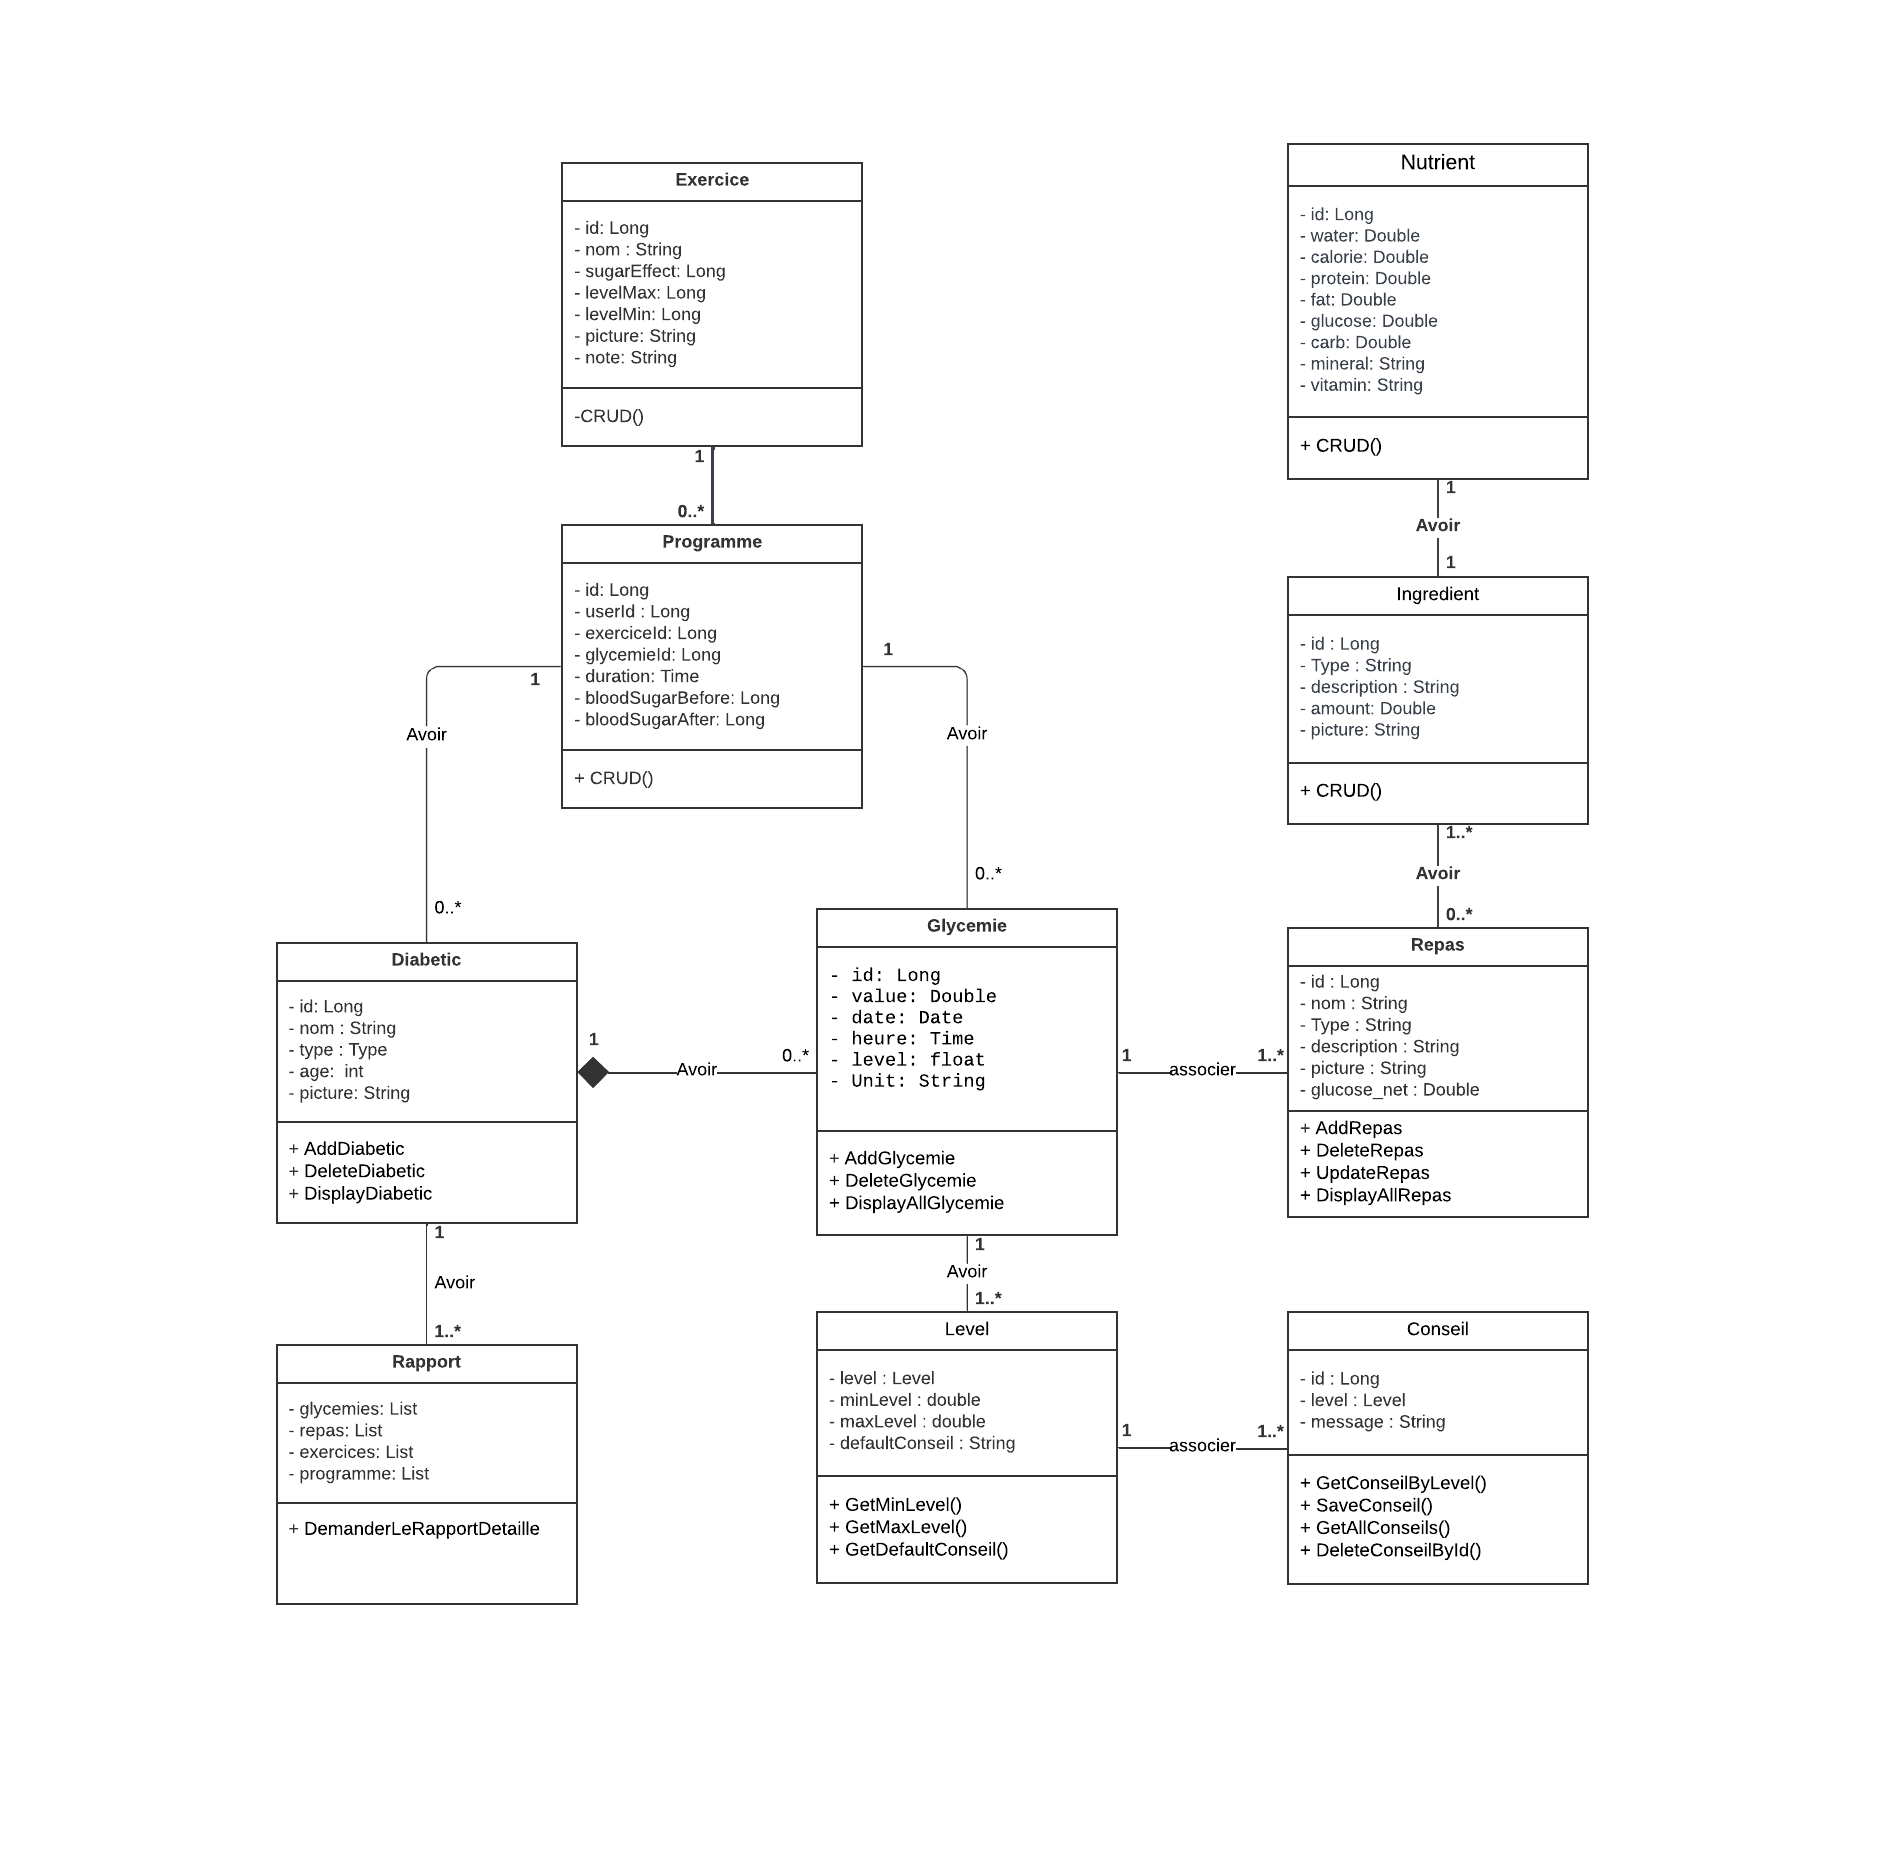 Exercice
- id: Long
- nom : String
- sugarEffect: Long
- levelMax: Long
- levelMin: Long
- picture: String
- note: String
-CRUD()
1
0..*
Programme
- id: Long
- userId : Long
- exerciceId: Long
- glycemieId: Long
- duration: Time
- bloodSugarBefore: Long
- bloodSugarAfter: Long
+ CRUD()
1
Avoir
0..*
1
Avoir
0..*
Nutrient
- id: Long
- water: Double
- calorie: Double
- protein: Double
- fat: Double
- glucose: Double
- carb: Double
- mineral: String
- vitamin: String
+ CRUD()
1
Avoir
1
Ingredient
- id : Long
- Type : String
- description : String
- amount: Double
- picture: String
+ CRUD()
1..*
Avoir
0..*
Diabetic
- id: Long
- nom : String
- type : Type
- age:  int
- picture: String
+ AddDiabetic
+ DeleteDiabetic
+ DisplayDiabetic
1
Avoir
0..*
Glycemie
- id: Long
- value: Double
- date: Date
- heure: Time
- level: float
- Unit: String
+ AddGlycemie
+ DeleteGlycemie
+ DisplayAllGlycemie
1
associer
1..*
Repas
- id : Long
- nom : String
- Type : String
- description : String
- picture : String
- glucose_net : Double
+ AddRepas
+ DeleteRepas
+ UpdateRepas
+ DisplayAllRepas
1
Avoir
1..*
Rapport
- glycemies: List
- repas: List
- exercices: List
- programme: List
+ DemanderLeRapportDetaille
1
Avoir
1..*
Level
- level : Level
- minLevel : double
- maxLevel : double
- defaultConseil : String
+ GetMinLevel()
+ GetMaxLevel()
+ GetDefaultConseil()
1
associer
1..*
Conseil
- id : Long
- level : Level
- message : String
+ GetConseilByLevel()
+ SaveConseil()
+ GetAllConseils()
+ DeleteConseilById()